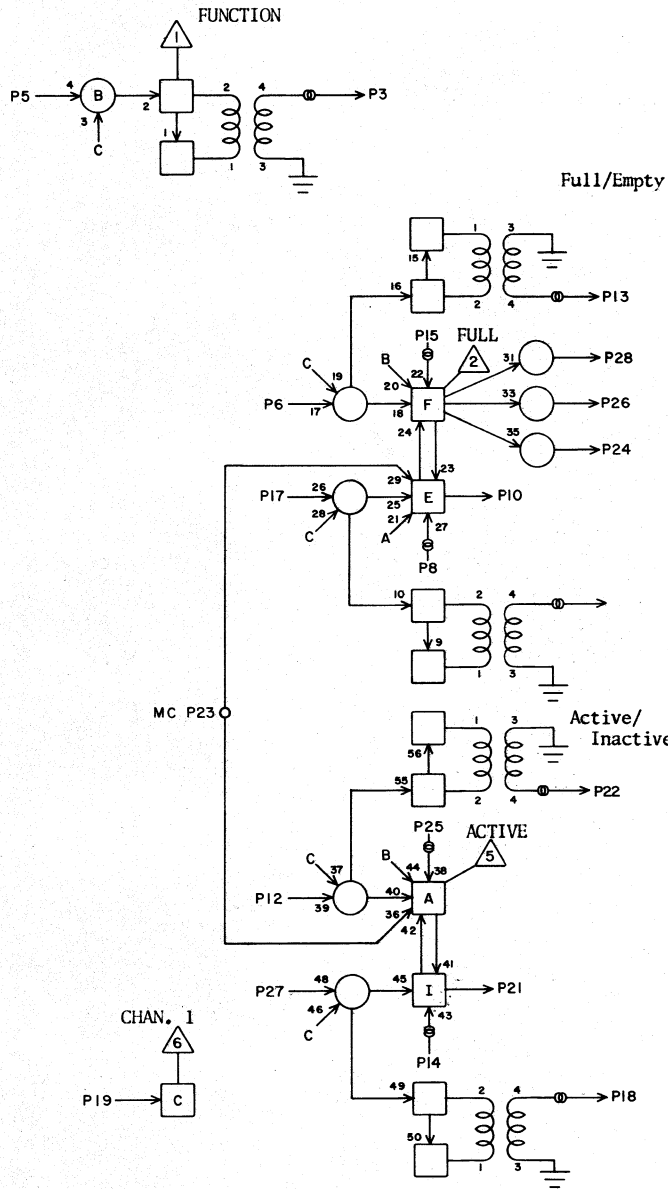 FUNCTION
1
P5 4 B 2 2 4 P3
3 1
C 1 3
Full/Empty
15 1 3
16 2 4 P13
P15 FULL
C 19 B 22 2 31 P28
20
P6 17 18 F 33 P26
24 35 P24
29 23
P17 26 25 E P10
28 21 27
C A
P8
10 2 4
9
1 3
MC P23
Active/
Inactive
1 3
56
55 2 4 P22
P25 ACTIVE
C 37 B 44 38 5
P12 39 40 A
36
42
41
P27 48 45 I P21
46 43
C
P14
CHAN. 1
6
P19 C
49 2 4 P18
50
1 3